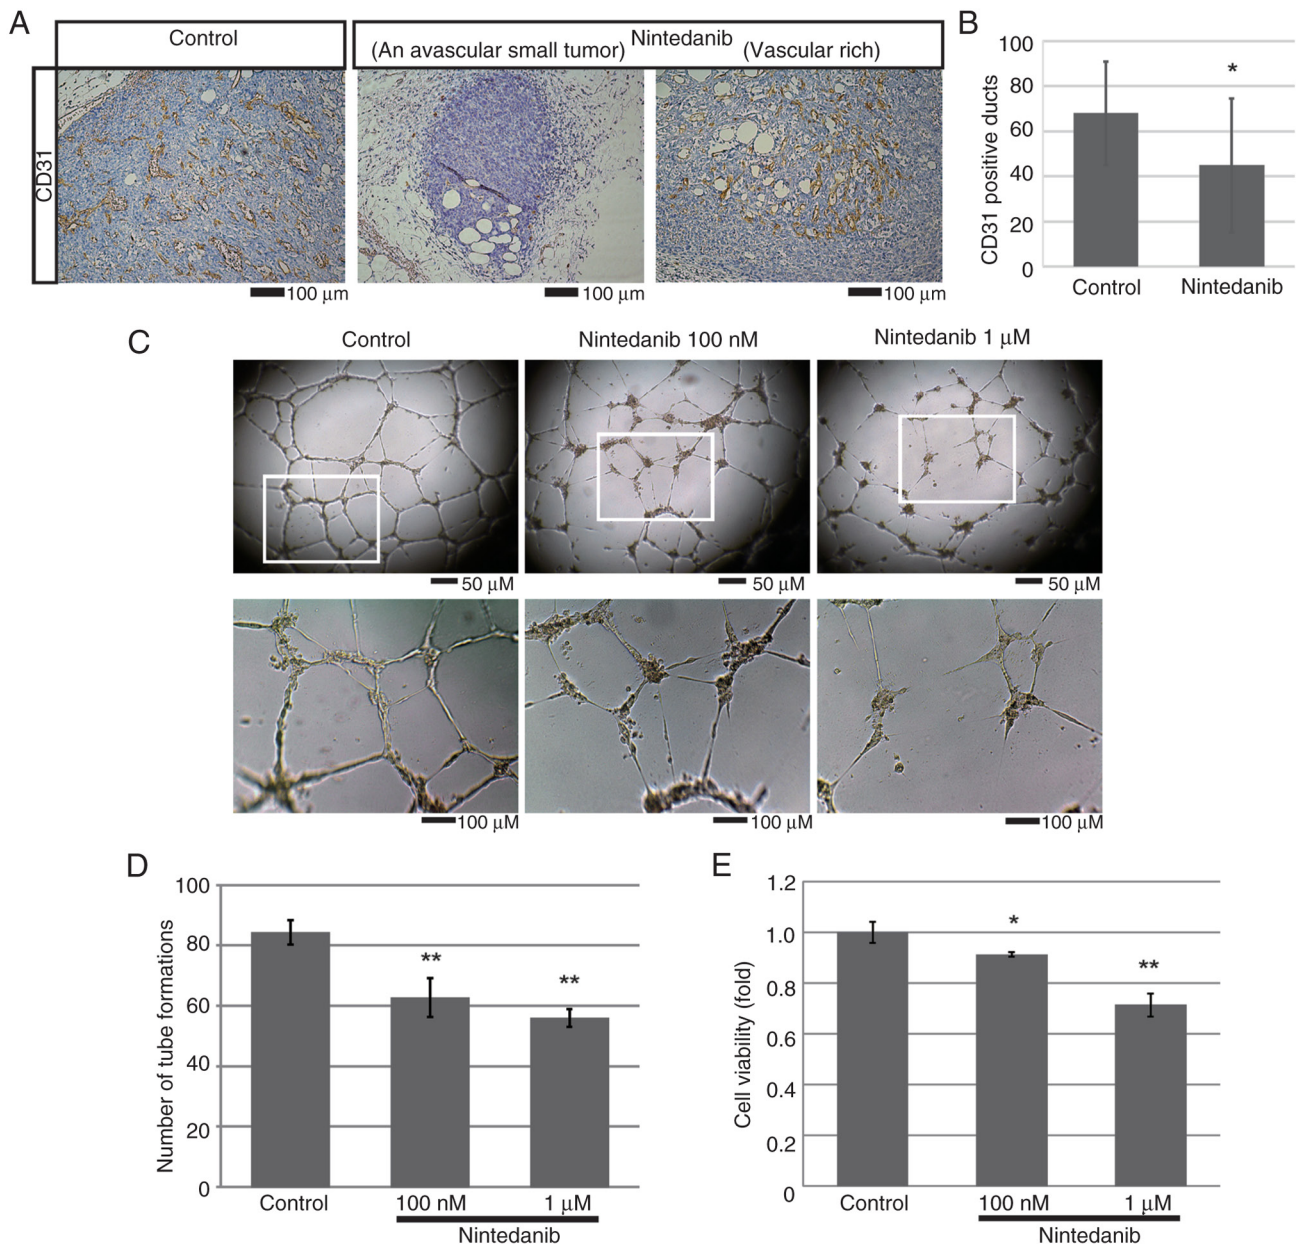 A
Control
Nintedanib
(An avascular small tumor)
(Vascular rich)
CD31
100 μm
100 μm
100 μm
B
CD31 positive ducts
100
80
60
40
20
0
*
Control
Nintedanib
C
Control
Nintedanib 100 nM
Nintedanib 1 μM
50 μM
50 μM
50 μM
100 μM
100 μM
100 μM
D
Number of tube formations
100
80
60
40
20
0
**
**
Control
100 nM
1 μM
Nintedanib
E
Cell viability (fold)
1.2
1.0
0.8
0.6
0.4
0.2
0
*
**
Control
100 nM
1 μM
Nintedanib